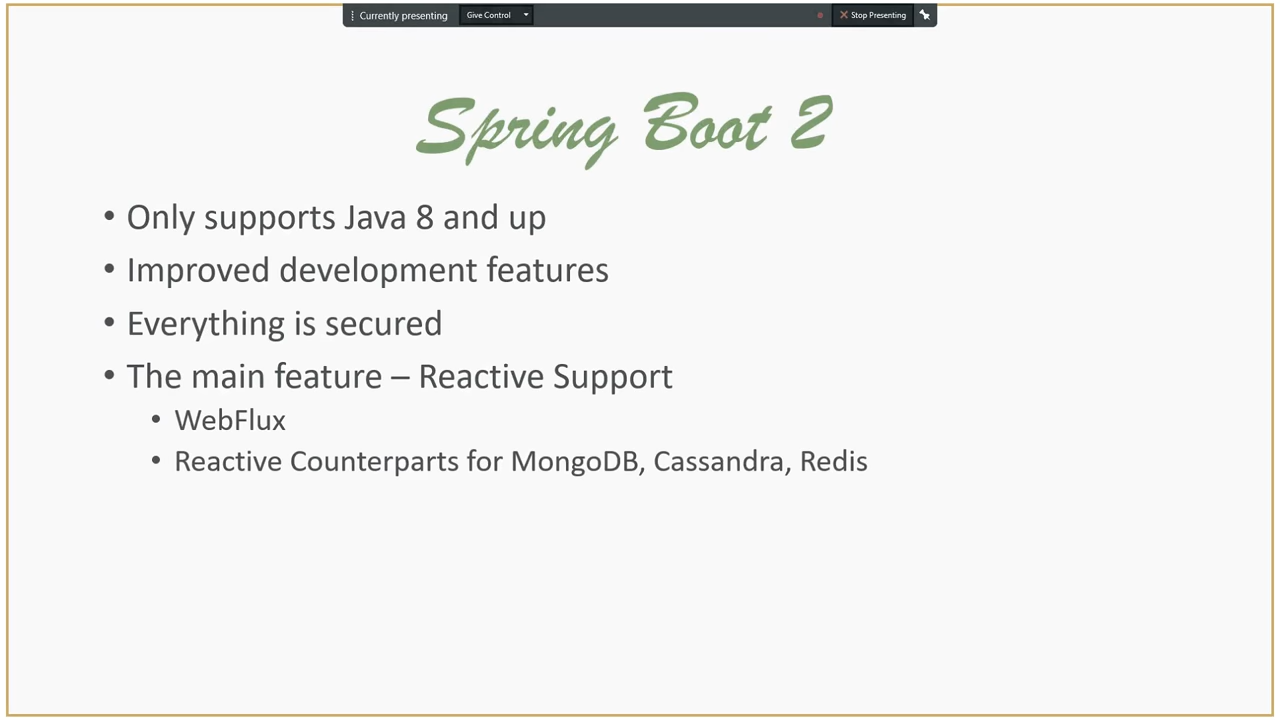 Currently presenting Give Control Stop Presenting
Spring Boot 2
• Only supports Java 8 and up
• Improved development features
• Everything is secured
• The main feature – Reactive Support
• WebFlux
• Reactive Counterparts for MongoDB, Cassandra, Redis